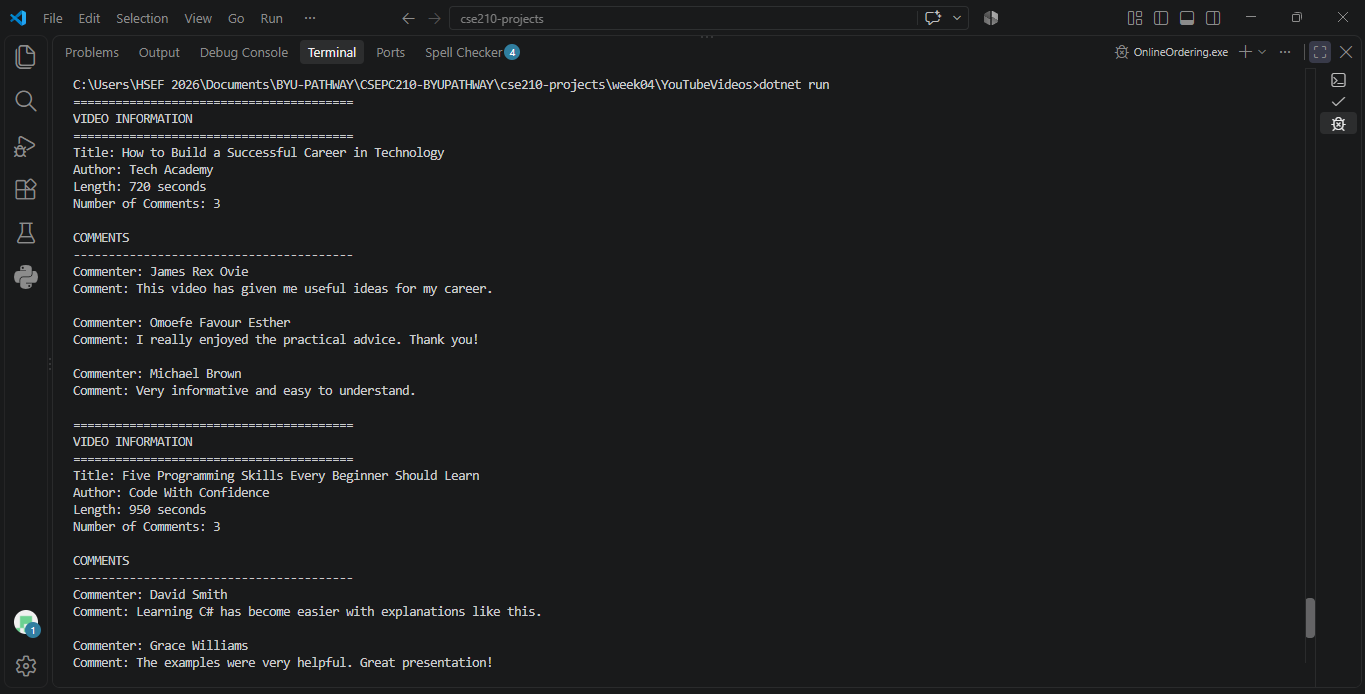 File Edit Selection View Go Run ··· cse210-projects
Problems Output Debug Console Terminal Ports Spell Checker 4 OnlineOrdering.exe
C:\Users\HSEF 2026\Documents\BYU-PATHWAY\CSEPC210-BYUPATHWAY\cse210-projects\week04\YouTubeVideos>dotnet run
========================================
VIDEO INFORMATION
========================================
Title: How to Build a Successful Career in Technology
Author: Tech Academy
Length: 720 seconds
Number of Comments: 3
COMMENTS
----------------------------------------
Commenter: James Rex Ovie
Comment: This video has given me useful ideas for my career.
Commenter: Omoefe Favour Esther
Comment: I really enjoyed the practical advice. Thank you!
Commenter: Michael Brown
Comment: Very informative and easy to understand.
========================================
VIDEO INFORMATION
========================================
Title: Five Programming Skills Every Beginner Should Learn
Author: Code With Confidence
Length: 950 seconds
Number of Comments: 3
COMMENTS
----------------------------------------
Commenter: David Smith
Comment: Learning C# has become easier with explanations like this.
Commenter: Grace Williams
Comment: The examples were very helpful. Great presentation!
1